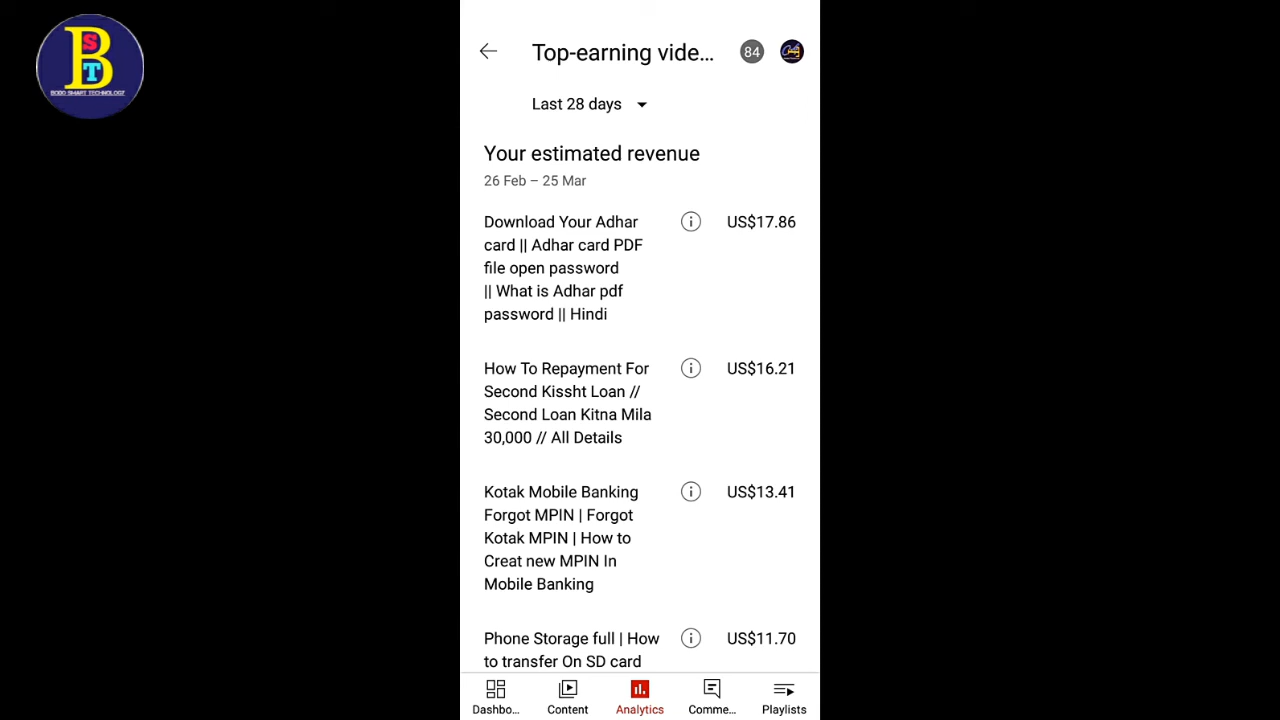 B
S
T
BOBO SMART TECHNOLOGY
Top-earning vide...
84
Last 28 days
Your estimated revenue
26 Feb – 25 Mar
Download Your Adhar
card || Adhar card PDF
file open password
|| What is Adhar pdf
password || Hindi
US$17.86
How To Repayment For
Second Kissht Loan //
Second Loan Kitna Mila
30,000 // All Details
US$16.21
Kotak Mobile Banking
Forgot MPIN | Forgot
Kotak MPIN | How to
Creat new MPIN In
Mobile Banking
US$13.41
Phone Storage full | How
to transfer On SD card
US$11.70
Dashbo...
Content
Analytics
Comme...
Playlists